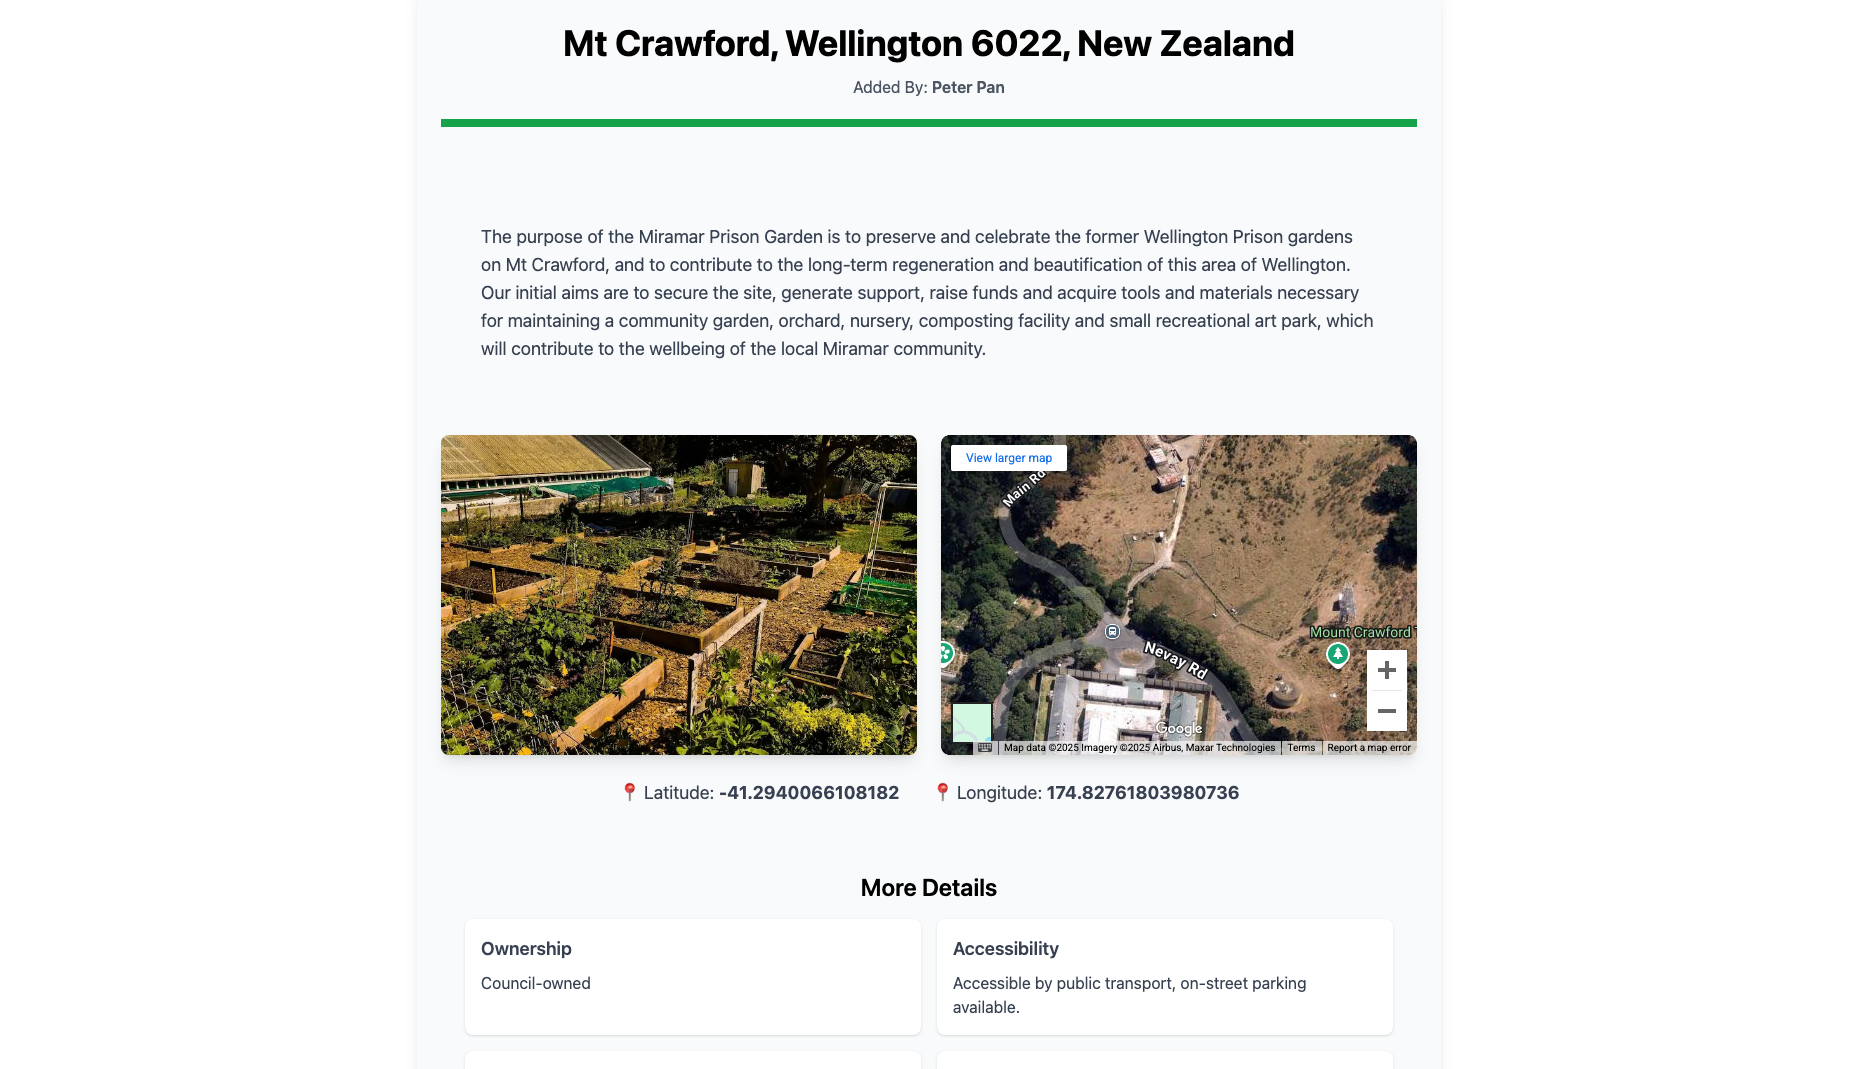 Mt Crawford, Wellington 6022, New Zealand
Added By: Peter Pan
The purpose of the Miramar Prison Garden is to preserve and celebrate the former Wellington Prison gardens
on Mt Crawford, and to contribute to the long-term regeneration and beautification of this area of Wellington.
Our initial aims are to secure the site, generate support, raise funds and acquire tools and materials necessary
for maintaining a community garden, orchard, nursery, composting facility and small recreational art park, which
will contribute to the wellbeing of the local Miramar community.
View larger map
Main Rd
Mount Crawford
Nevay Rd
Google
Map data ©2025 Imagery ©2025 Airbus, Maxar Technologies
Terms
Report a map error
Latitude: -41.2940066108182
Longitude: 174.82761803980736
More Details
Ownership
Council-owned
Accessibility
Accessible by public transport, on-street parking
available.